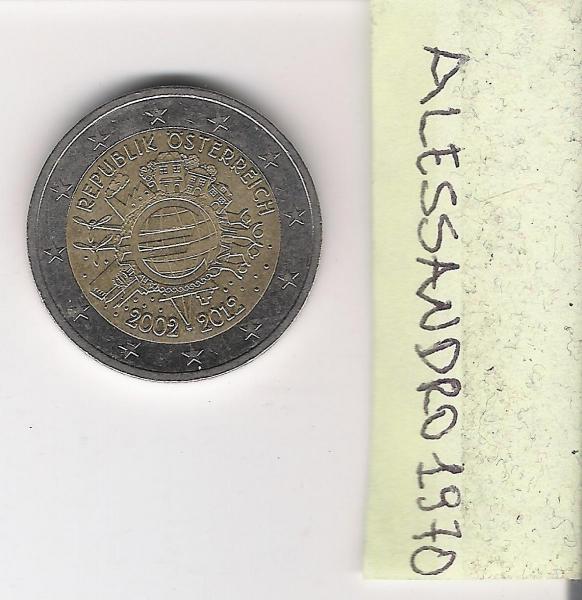 REPUBLIK ÖSTERREICH
2002 2012
ALESSANDRO 1970